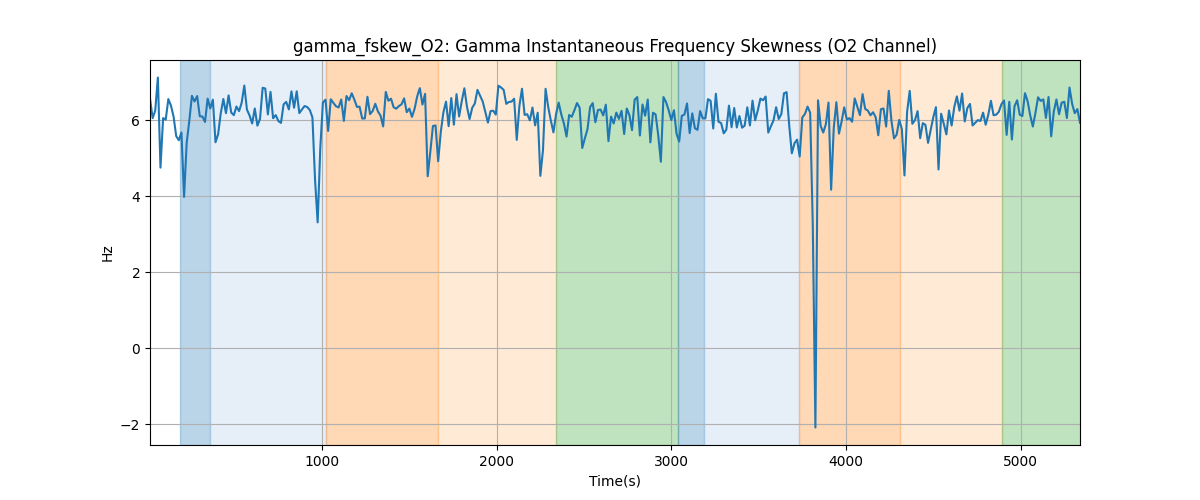 gamma_fskew_O2: Gamma Instantaneous Frequency Skewness (O2 Channel)
6
4
2
0
−2
Hz
1000 2000 3000 4000 5000
Time(s)